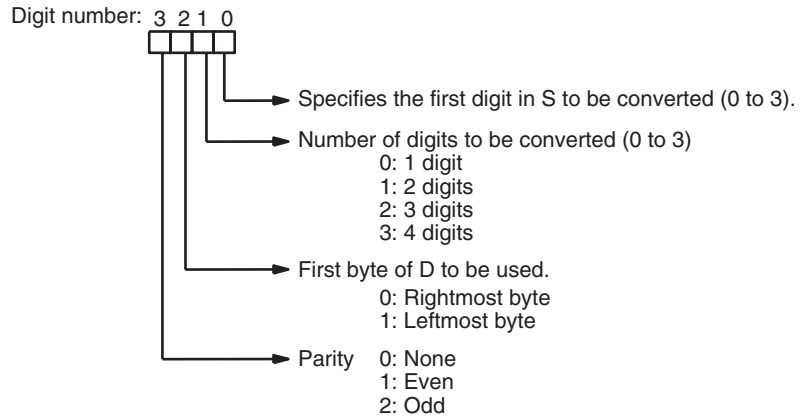 Digit number: 3 2 1 0
Specifies the first digit in S to be converted (0 to 3).
Number of digits to be converted (0 to 3)
0: 1 digit
1: 2 digits
2: 3 digits
3: 4 digits
First byte of D to be used.
0: Rightmost byte
1: Leftmost byte
Parity 0: None
1: Even
2: Odd